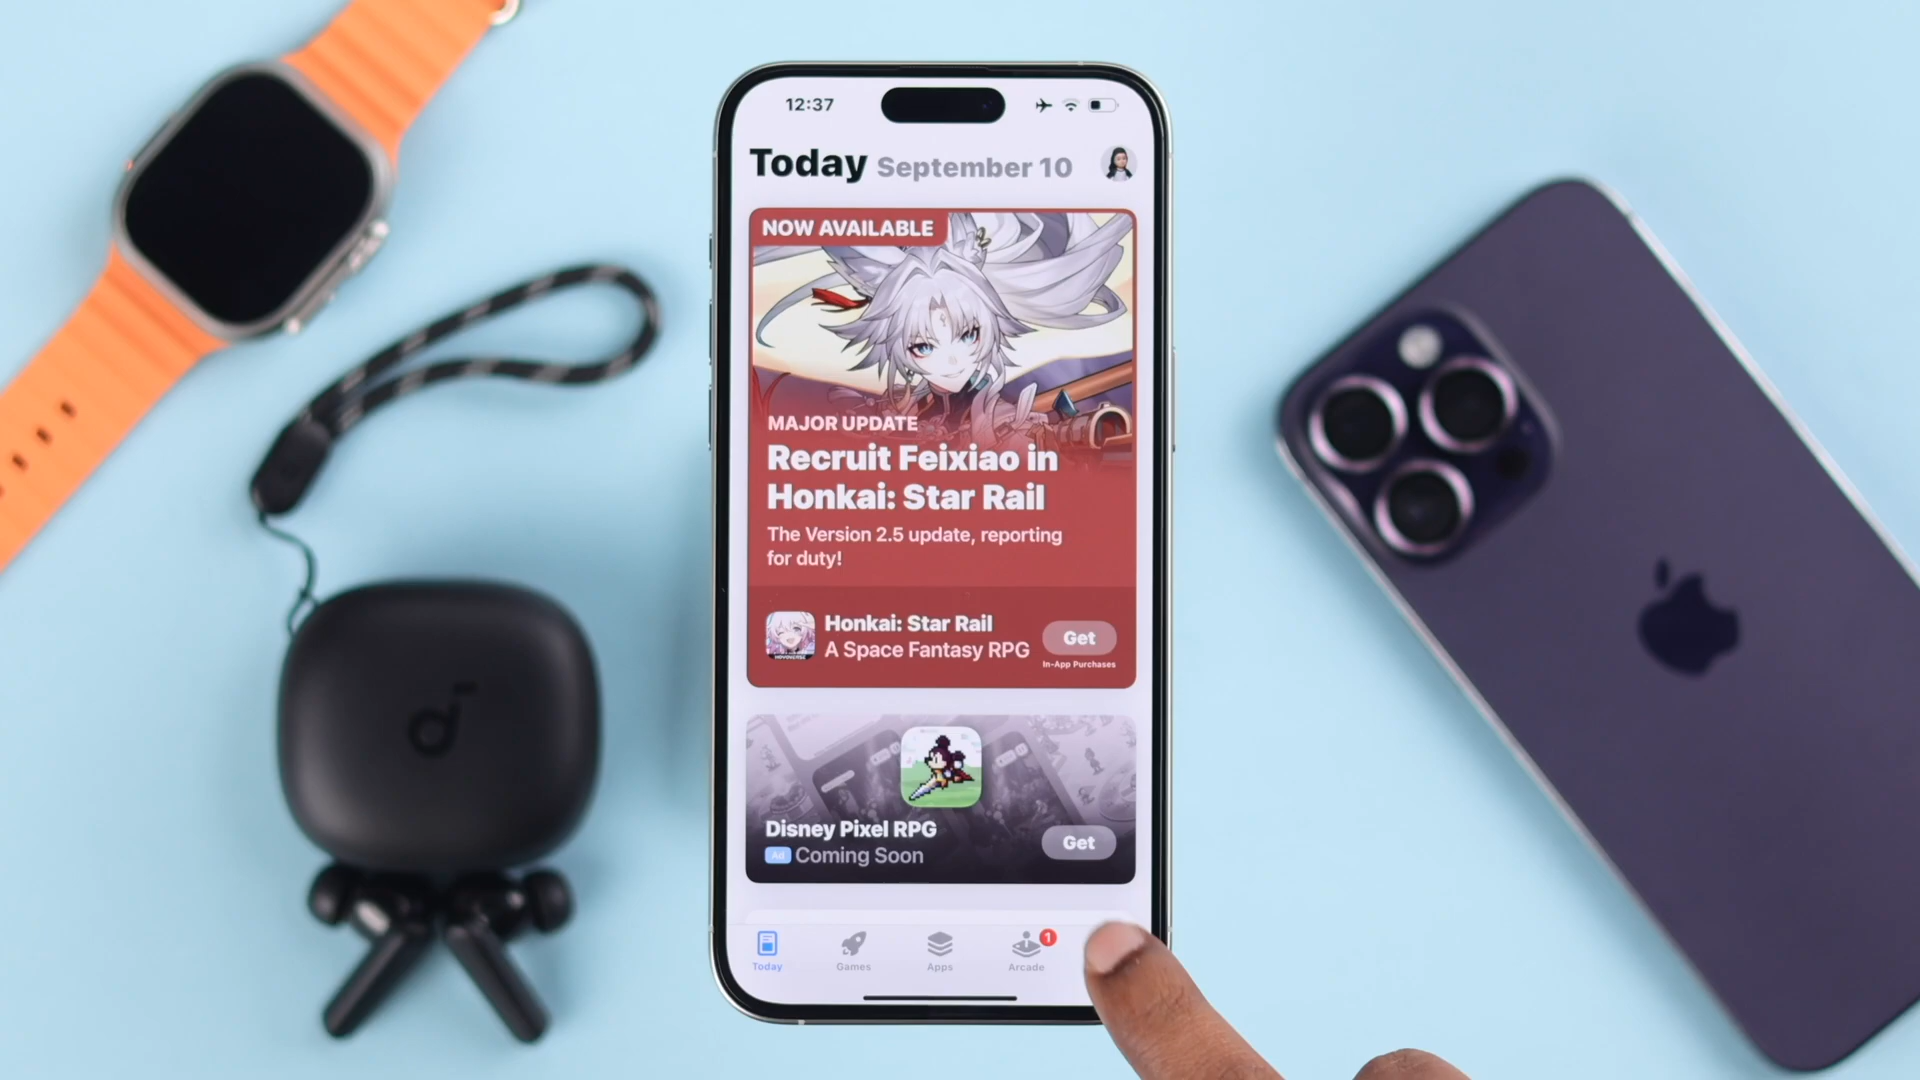 12:37
Today September 10
NOW AVAILABLE
MAJOR UPDATE
Recruit Feixiao in
Honkai: Star Rail
The Version 2.5 update, reporting
for duty!
HOYOVERSE
Honkai: Star Rail
A Space Fantasy RPG
Get
In-App Purchases
Disney Pixel RPG
Ad Coming Soon
Get
1
Today
Games
Apps
Arcade